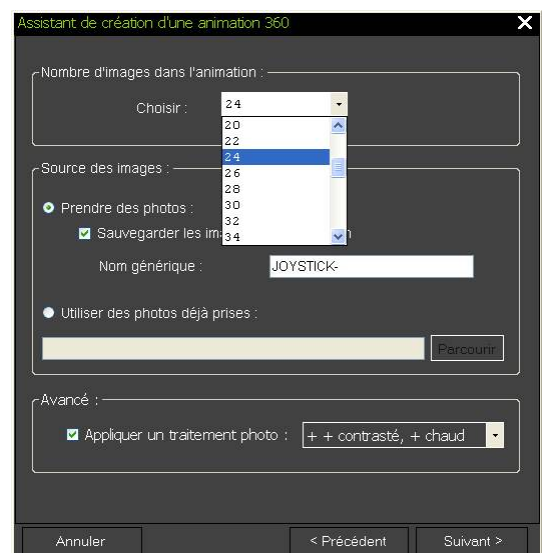 Assistant de création d'une animation 360
Nombre d'images dans l'animation :
Choisir : 24
20
22
24
26
28
30
32
34
Source des images :
Prendre des photos :
Sauvegarder les
Nom générique : JOYSTICK-
Utiliser des photos déjà prises :
Parcourir
Avancé :
Appliquer un traitement photo : + + contrasté, + chaud
Annuler < Précédent Suivant >